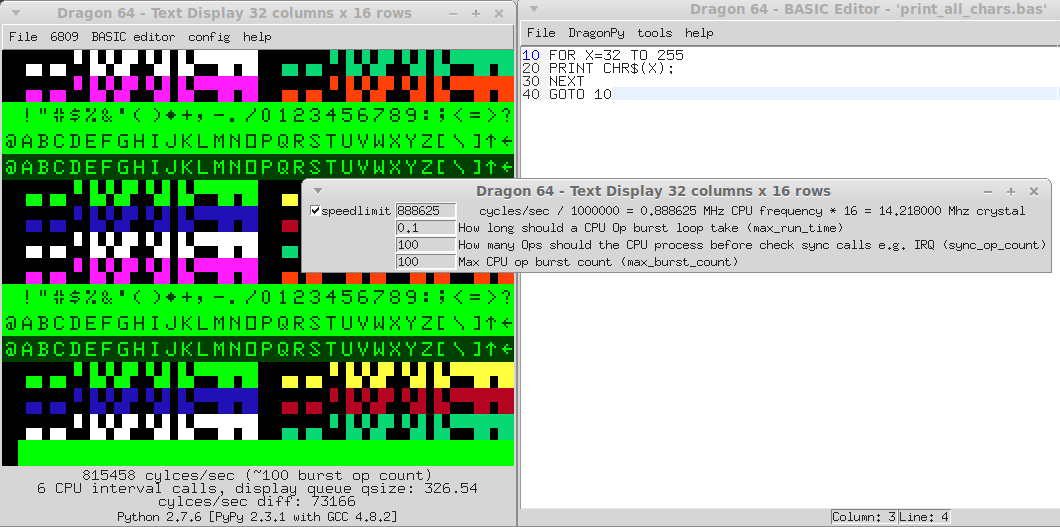 Dragon 64 - Text Display 32 columns x 16 rows
File 6809 BASIC editor config help
!"#$%&'()*+,-./0123456789:;<=>?
@ABCDEFGHIJKLMNOPQRSTUVWXYZ[\]↑←
@ABCDEFGHIJKLMNOPQRSTUVWXYZ[\]↑←
!"#$%&'()*+,-./0123456789:;<=>?
@ABCDEFGHIJKLMNOPQRSTUVWXYZ[\]↑←
@ABCDEFGHIJKLMNOPQRSTUVWXYZ[\]↑←
815458 cylces/sec (~100 burst op count)
6 CPU interval calls, display queue qsize: 326.54
cylces/sec diff: 73166
Python 2.7.6 [PyPy 2.3.1 with GCC 4.8.2]
Dragon 64 - BASIC Editor - 'print_all_chars.bas'
File DragonPy tools help
10 FOR X=32 TO 255
20 PRINT CHR$(X);
30 NEXT
40 GOTO 10
Dragon 64 - Text Display 32 columns x 16 rows
speedlimit 888625 cycles/sec / 1000000 = 0.888625 MHz CPU frequency * 16 = 14.218000 Mhz crystal
0.1 How long should a CPU Op burst loop take (max_run_time)
100 How many Ops should the CPU process before check sync calls e.g. IRQ (sync_op_count)
100 Max CPU op burst count (max_burst_count)
Column: 3 Line: 4